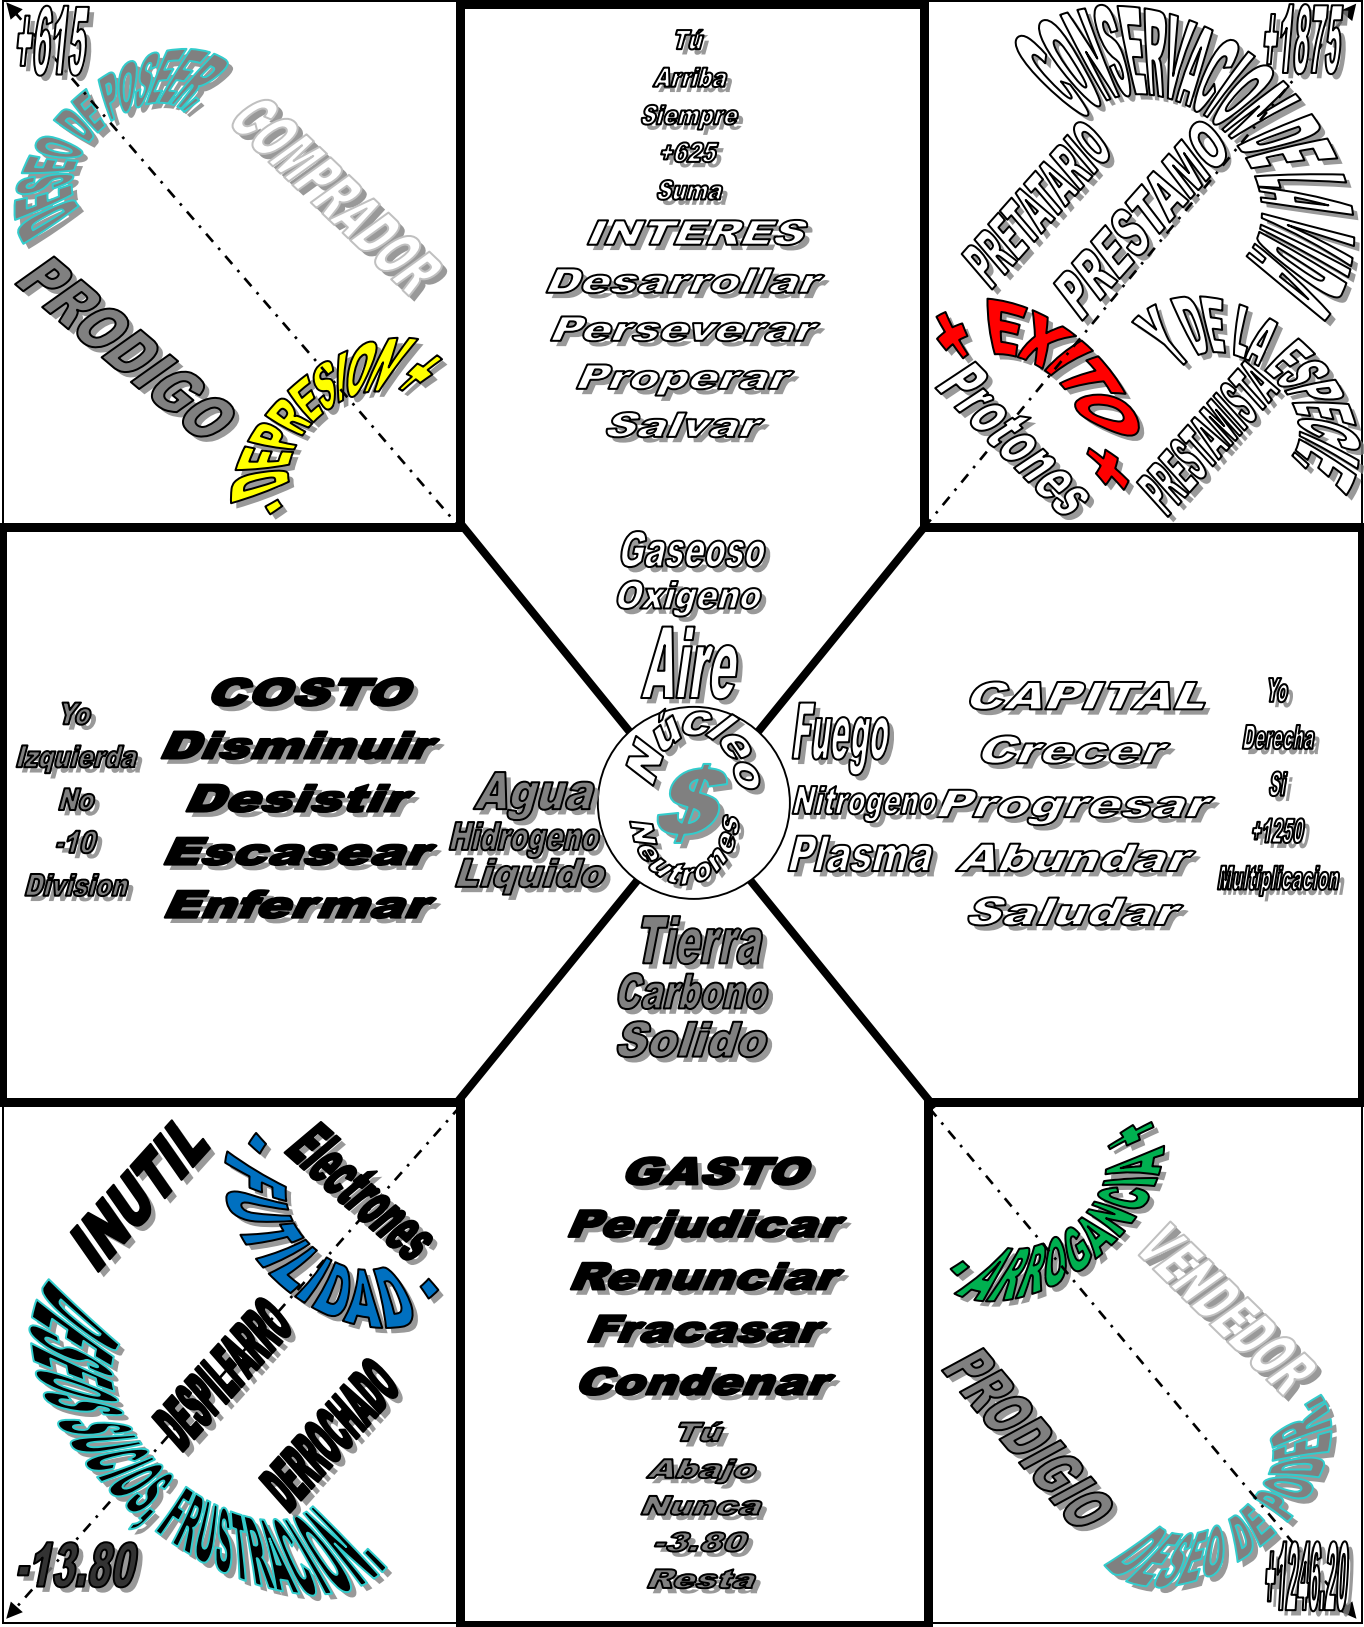 +615
DESEO DE POSEER,
COMPRADOR
PRODIGO
- DEPRESION +
Tú
Arriba
Siempre
+625
Suma
INTERES
Desarrollar
Perseverar
Properar
Salvar
Gaseoso
Oxigeno
Aire
+1875
CONSERVACION DE LA VIDA
PRETATARIO
PRESTAMO
Y DE LA ESPECIE
+ EXITO +
Protones
PRESTAMISTA
Yo
Izquierda
No
-10
Division
COSTO
Disminuir
Desistir
Escasear
Enfermar
Agua
Hidrogeno
Liquido
Núcleo
$
Neutrones
Fuego
Nitrogeno
Plasma
CAPITAL
Crecer
Progresar
Abundar
Saludar
Yo
Derecha
Si
+1250
Multiplicacion
Tierra
Carbono
Solido
INUTIL
Electrones
- FUTILIDAD -
DESPILFARRO
DERROCHADO
DESEOS SUCIOS, FRUSTRACION.
-13.80
GASTO
Perjudicar
Renunciar
Fracasar
Condenar
Tú
Abajo
Nunca
-3.80
Resta
- ARROGANCIA +
VENDEDOR
PRODIGIO
DESEO DE PODER,
+1246.20